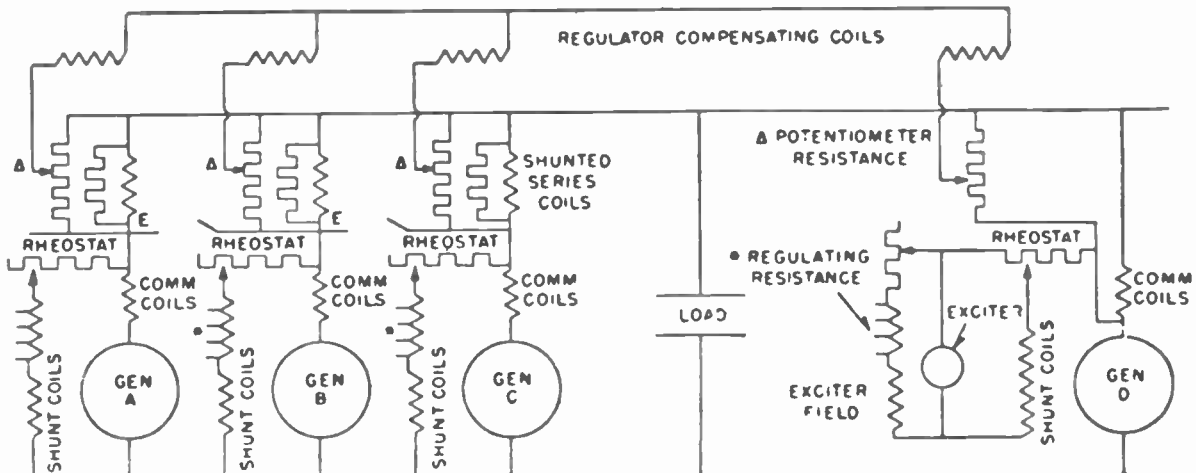 REGULATOR COMPENSATING COILS
Δ POTENTIOMETER
RESISTANCE
Δ
Δ
Δ
SHUNTED
SERIES
COILS
E
E
RHEOSTAT
RHEOSTAT
RHEOSTAT
RHEOSTAT
* REGULATING
RESISTANCE
COMM
COILS
COMM
COILS
COMM
COILS
COMM
COILS
LOAD
EXCITER
*
*
SHUNT COILS
GEN
A
SHUNT COILS
GEN
B
SHUNT COILS
GEN
C
EXCITER
FIELD
SHUNT COILS
GEN
D